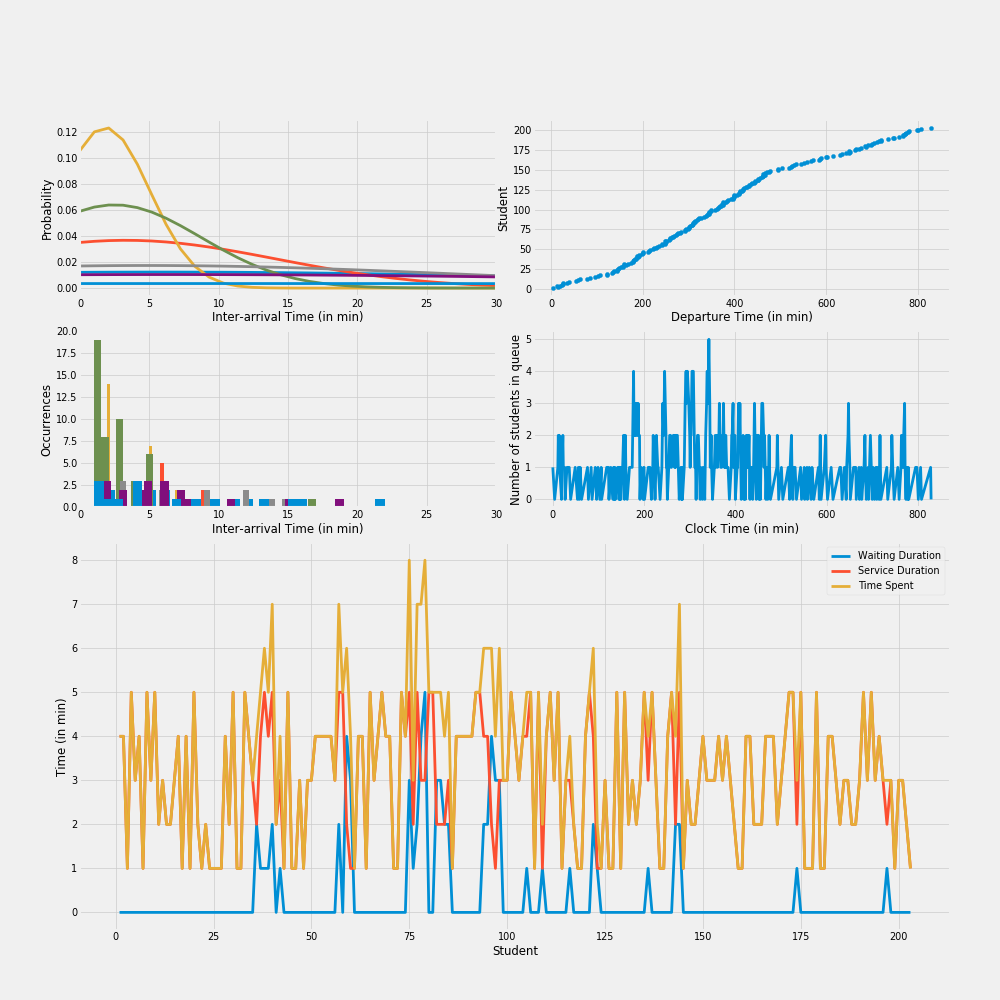 0.12
0.10
0.08
0.06
0.04
0.02
0.00
Probability
0 5 10 15 20 25 30
Inter-arrival Time (in min)
200
175
150
125
100
75
50
25
0
Student
0 200 400 600 800
Departure Time (in min)
20.0
17.5
15.0
12.5
10.0
7.5
5.0
2.5
0.0
Occurrences
0 5 10 15 20 25 30
Inter-arrival Time (in min)
5
4
3
2
1
0
Number of students in queue
0 200 400 600 800
Clock Time (in min)
Waiting Duration
Service Duration
Time Spent
8
7
6
5
4
3
2
1
0
Time (in min)
0 25 50 75 100 125 150 175 200
Student